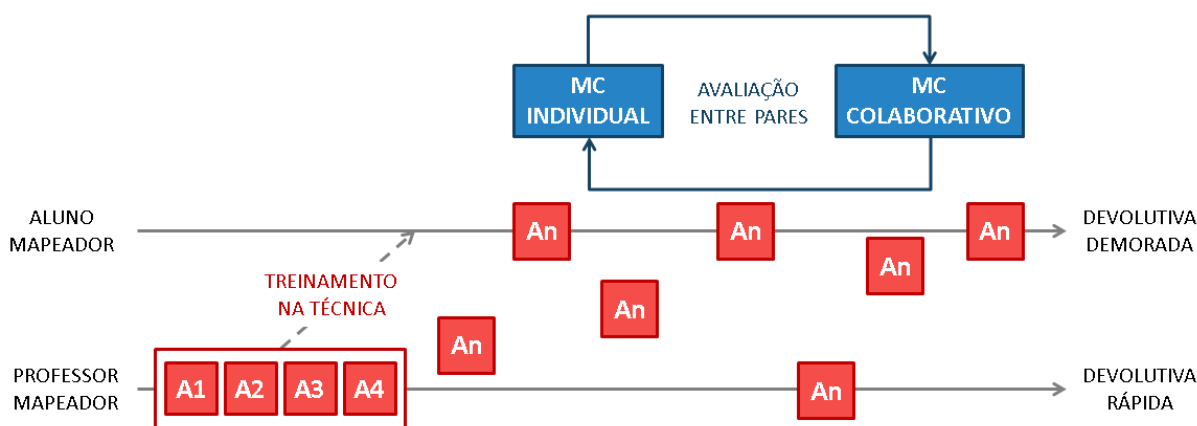 MC
INDIVIDUAL
AVALIAÇÃO
ENTRE PARES
MC
COLABORATIVO
ALUNO
MAPEADOR
An
An
An
DEVOLUTIVA
DEMORADA
An
TREINAMENTO
NA TÉCNICA
An
An
PROFESSOR
MAPEADOR
A1
A2
A3
A4
An
DEVOLUTIVA
RÁPIDA